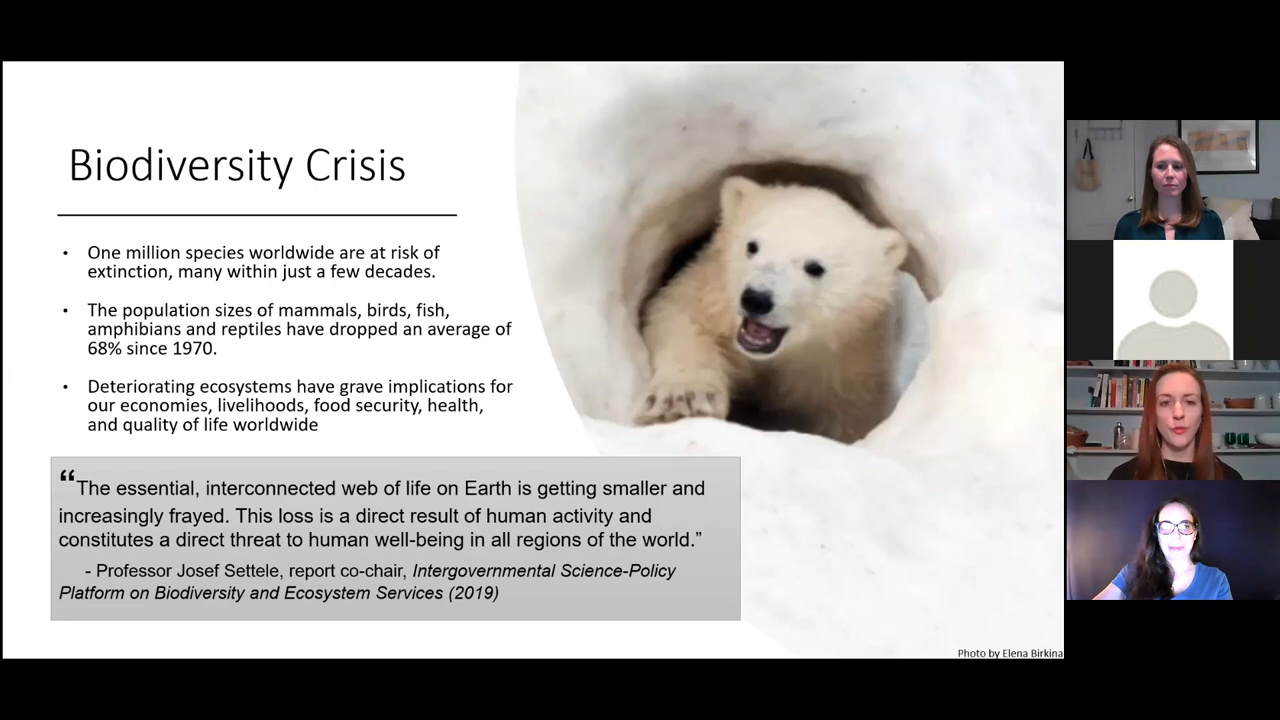 Biodiversity Crisis
• One million species worldwide are at risk of
extinction, many within just a few decades.
• The population sizes of mammals, birds, fish,
amphibians and reptiles have dropped an average of
68% since 1970.
• Deteriorating ecosystems have grave implications for
our economies, livelihoods, food security, health,
and quality of life worldwide
“The essential, interconnected web of life on Earth is getting smaller and
increasingly frayed. This loss is a direct result of human activity and
constitutes a direct threat to human well-being in all regions of the world.”
- Professor Josef Settele, report co-chair, Intergovernmental Science-Policy
Platform on Biodiversity and Ecosystem Services (2019)
Photo by Elena Birkina